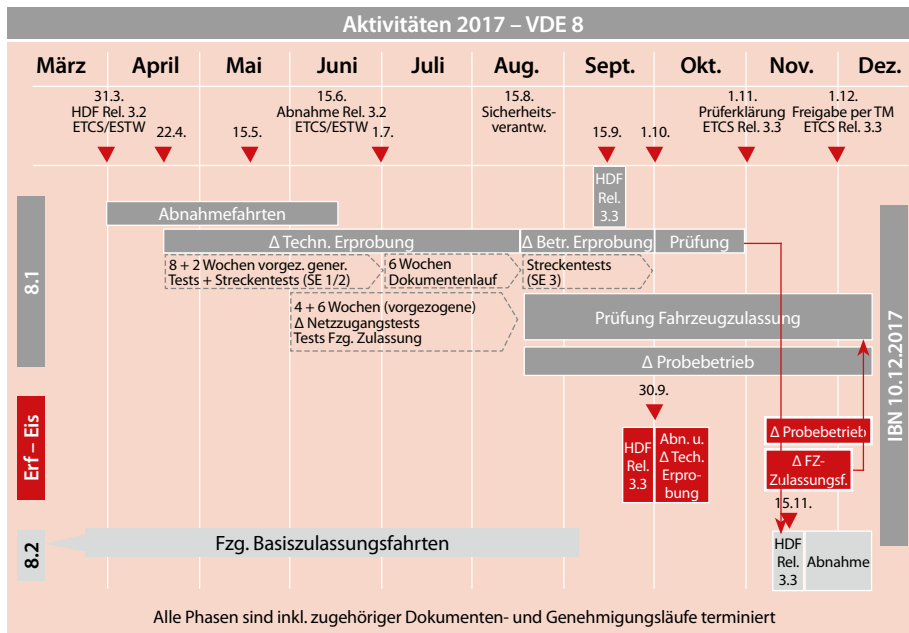 Aktivitäten 2017 – VDE 8
März April Mai Juni Juli Aug. Sept. Okt. Nov. Dez.
31.3.
HDF Rel. 3.2
ETCS/ESTW
22.4.
15.5.
15.6.
Abnahme Rel. 3.2
ETCS/ESTW
1.7.
15.8.
Sicherheits-
verantw.
15.9.
1.10.
1.11.
Prüferklärung
ETCS Rel. 3.3
1.12.
Freigabe per TM
ETCS Rel. 3.3
8.1
HDF
Rel.
3.3
Abnahmefahrten
Δ Techn. Erprobung
Δ Betr. Erprobung
Prüfung
8 + 2 Wochen vorgez. gener.
Tests + Streckentests (SE 1/2)
6 Wochen
Dokumentenlauf
Streckentests
(SE 3)
4 + 6 Wochen (vorgezogene)
Δ Netzzugangstests
Tests Fzg. Zulassung
Prüfung Fahrzeugzulassung
Δ Probebetrieb
IBN 10.12.2017
Erf – Eis
30.9.
HDF
Rel.
3.3
Abn. u.
Δ Tech.
Erpro-
bung
Δ Probebetrieb
Δ FZ-
Zulassungsf.
15.11.
8.2
Fzg. Basiszulassungsfahrten
HDF
Rel.
3.3
Abnahme
Alle Phasen sind inkl. zugehöriger Dokumenten- und Genehmigungsläufe terminiert